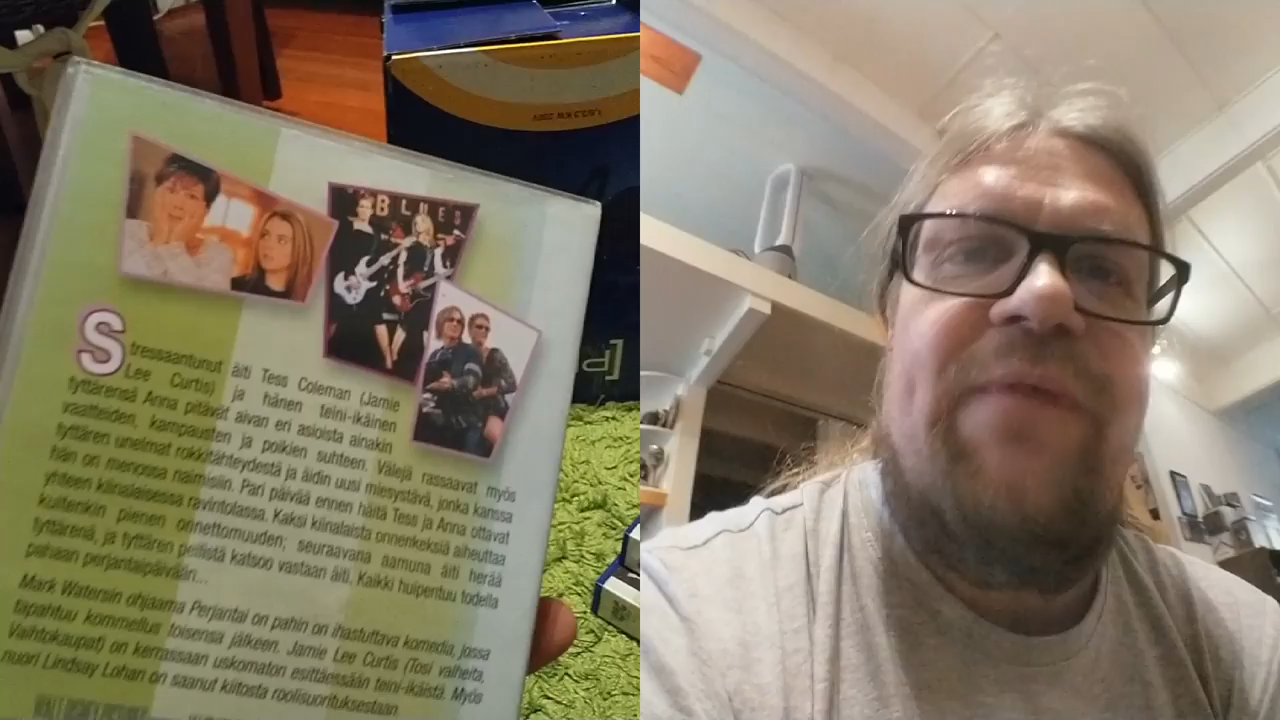 BLUES
Stressaantunut äiti Tess Coleman (Jamie
Lee Curtis) ja hänen teini-ikäinen
tyttärensä Anna pitävät aivan eri asioista ainakin
vaatteiden, kampausten ja poikien suhteen. Välejä rassaavat myös
tyttären unelmat rokkitähteydestä ja äidin uusi miesystävä, jonka kanssa
hän on menossa naimisiin. Pari päivää ennen häitä Tess ja Anna ottavat
yhteen kiinalaisessa ravintolassa. Kaksi kiinalaista onnenkeksiä aiheuttaa
kuitenkin pienen onnettomuuden; seuraavana aamuna äiti herää
tyttärenä, ja tyttären peilistä katsoo vastaan äiti. Kaikki huipentuu todella
pahaan perjantaipäivään...
Mark Watersin ohjaama Perjantai on pahin on ihastuttava komedia, jossa
tapahtuu kommellus toisensa jälkeen. Jamie Lee Curtis (Tosi valheita,
Vaihtokaupat) on kerrassaan uskomaton esittäessään teini-ikäistä. Myös
nuori Lindsay Lohan on saanut kiitosta roolisuorituksestaan.